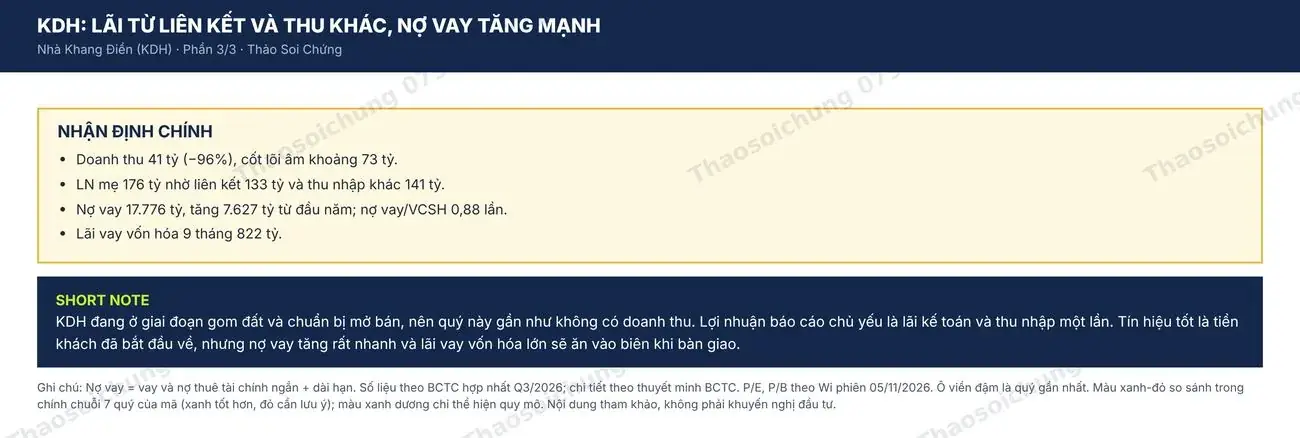 KDH: LÃI TỪ LIÊN KẾT VÀ THU KHÁC, NỢ VAY TĂNG MẠNH
Nhà Khang Điền (KDH) · Phần 3/3 · Thảo Soi Chứng
NHẬN ĐỊNH CHÍNH
• Doanh thu 41 tỷ (−96%), cốt lõi âm khoảng 73 tỷ.
• LN mẹ 176 tỷ nhờ liên kết 133 tỷ và thu nhập khác 141 tỷ.
• Nợ vay 17.776 tỷ, tăng 7.627 tỷ từ đầu năm; nợ vay/VCSH 0,88 lần.
• Lãi vay vốn hóa 9 tháng 822 tỷ.
SHORT NOTE
KDH đang ở giai đoạn gom đất và chuẩn bị mở bán, nên quý này gần như không có doanh thu. Lợi nhuận báo cáo chủ yếu là lãi kế toán và thu nhập một lần. Tín hiệu tốt là tiền
khách đã bắt đầu về, nhưng nợ vay tăng rất nhanh và lãi vay vốn hóa lớn sẽ ăn vào biên khi bàn giao.
Ghi chú: Nợ vay = vay và nợ thuê tài chính ngắn + dài hạn. Số liệu theo BCTC hợp nhất Q3/2026; chi tiết theo thuyết minh BCTC. P/E, P/B theo Wi phiên 05/11/2026. Ô viền đậm là quý gần nhất. Màu xanh-đỏ so sánh trong
chính chuỗi 7 quý của mã (xanh tốt hơn, đỏ cần lưu ý); màu xanh dương chỉ thể hiện quy mô. Nội dung tham khảo, không phải khuyến nghị đầu tư.
Thaosoichung 079
Thaosoichung 079
Thaosoichung
Thaosoichung
Thaosoichung
Thaosoichung